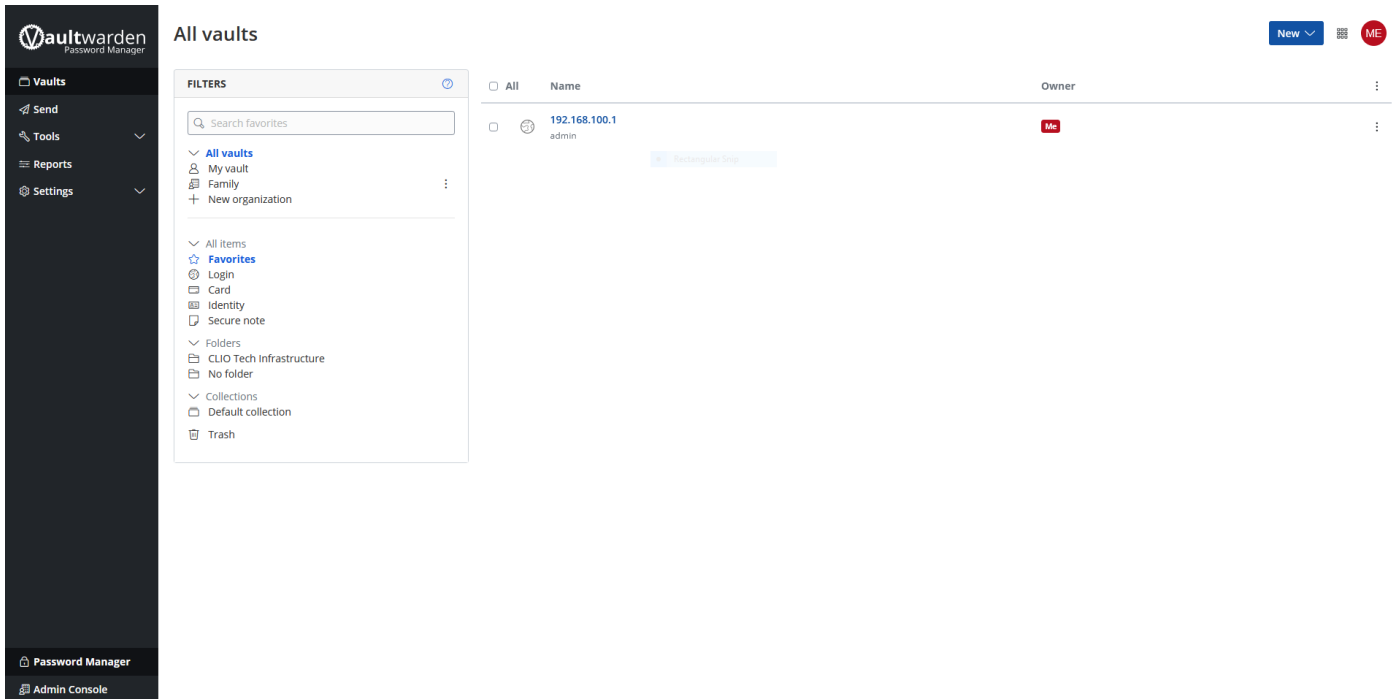 Vaultwarden
Password Manager
Vaults
Send
Tools
Reports
Settings
Password Manager
Admin Console
All vaults
New
ME
FILTERS
Search favorites
All vaults
My vault
Family
New organization
All items
Favorites
Login
Card
Identity
Secure note
Folders
CLIO Tech Infrastructure
No folder
Collections
Default collection
Trash
All Name Owner
192.168.100.1 Me
admin
Rectangular Snip